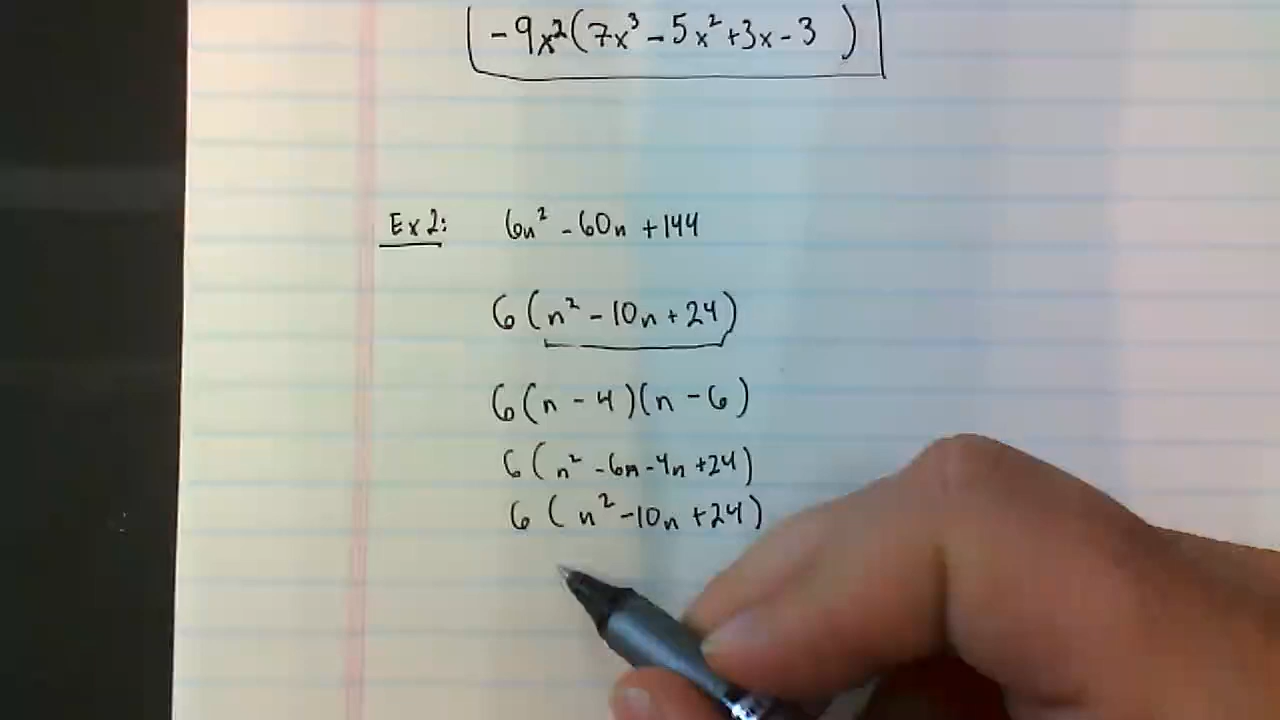 -9x²(7x³-5x²+3x-3)
Ex 2: 6n²-60n+144
6(n²-10n+24)
6(n-4)(n-6)
6(n²-6n-4n+24)
6(n²-10n+24)